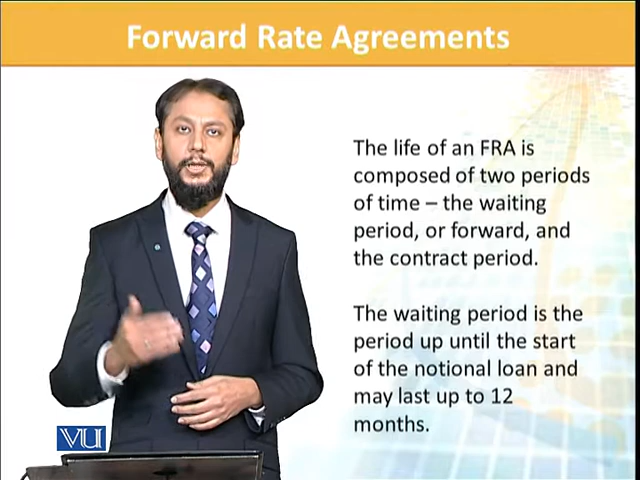 Forward Rate Agreements
The life of an FRA is
composed of two periods
of time – the waiting
period, or forward, and
the contract period.
The waiting period is the
period up until the start
of the notional loan and
may last up to 12
months.
VU